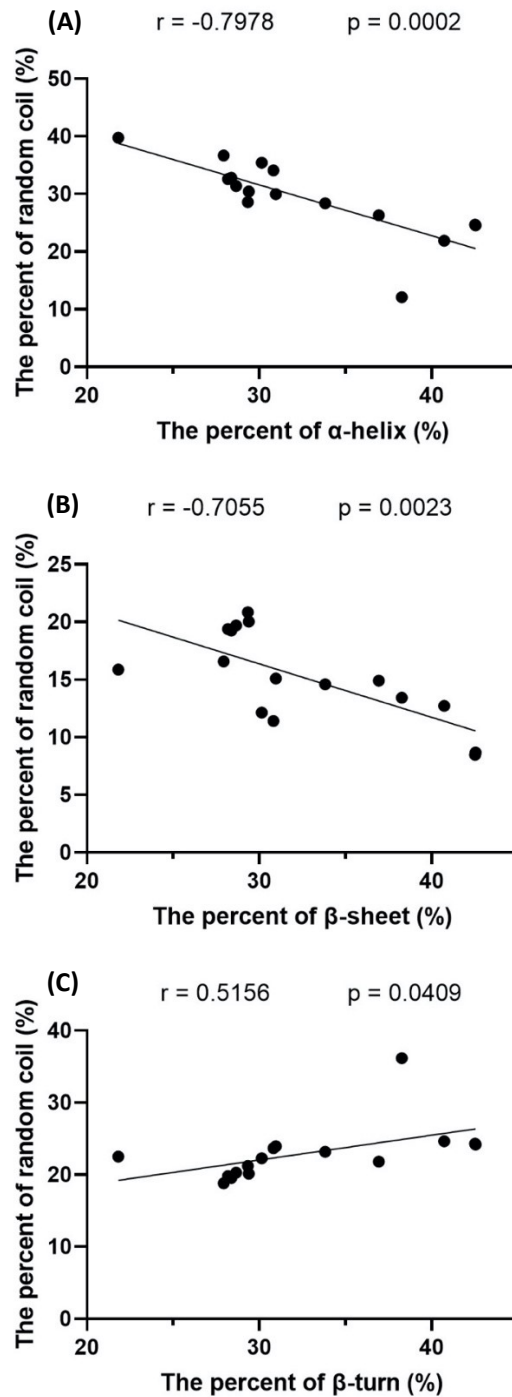 (A)
r = -0.7978 p = 0.0002
The percent of random coil (%)
50
40
30
20
10
0
20 30 40
The percent of α-helix (%)
(B)
r = -0.7055 p = 0.0023
The percent of random coil (%)
25
20
15
10
5
0
20 30 40
The percent of β-sheet (%)
(C)
r = 0.5156 p = 0.0409
The percent of random coil (%)
40
30
20
10
0
20 30 40
The percent of β-turn (%)